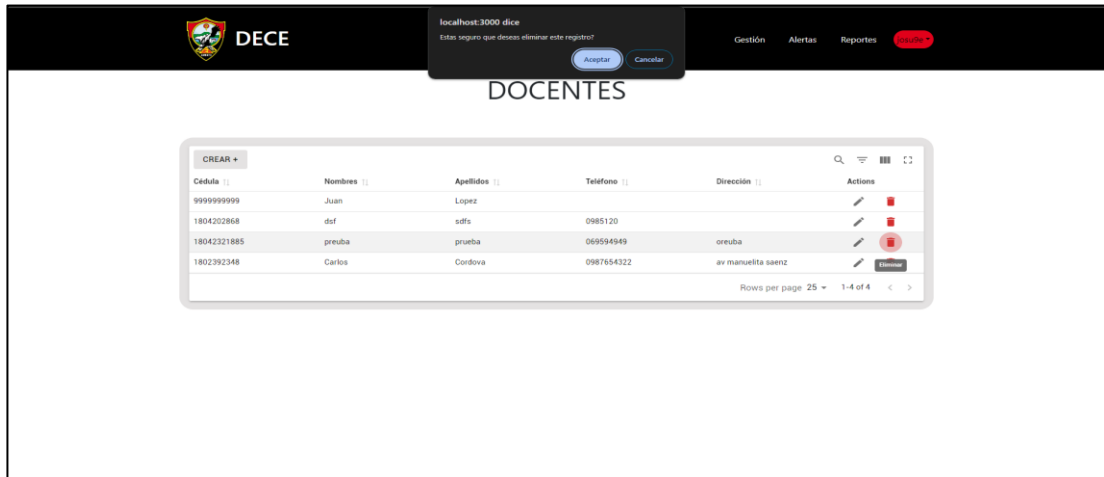 localhost:3000 dice
Estas seguro que deseas eliminar este registro?
Aceptar Cancelar
DECE
Gestión Alertas Reportes
DOCENTES
CREAR +
Cédula Nombres Apellidos Teléfono Dirección Actions
9999999999 Juan Lopez
1804202868 dsf sdfs 0985120
18042321885 preuba prueba 069594949 oreuba
1802392348 Carlos Cordova 0987654322 av manuelita saenz
Eliminar
Rows per page 25 1-4 of 4